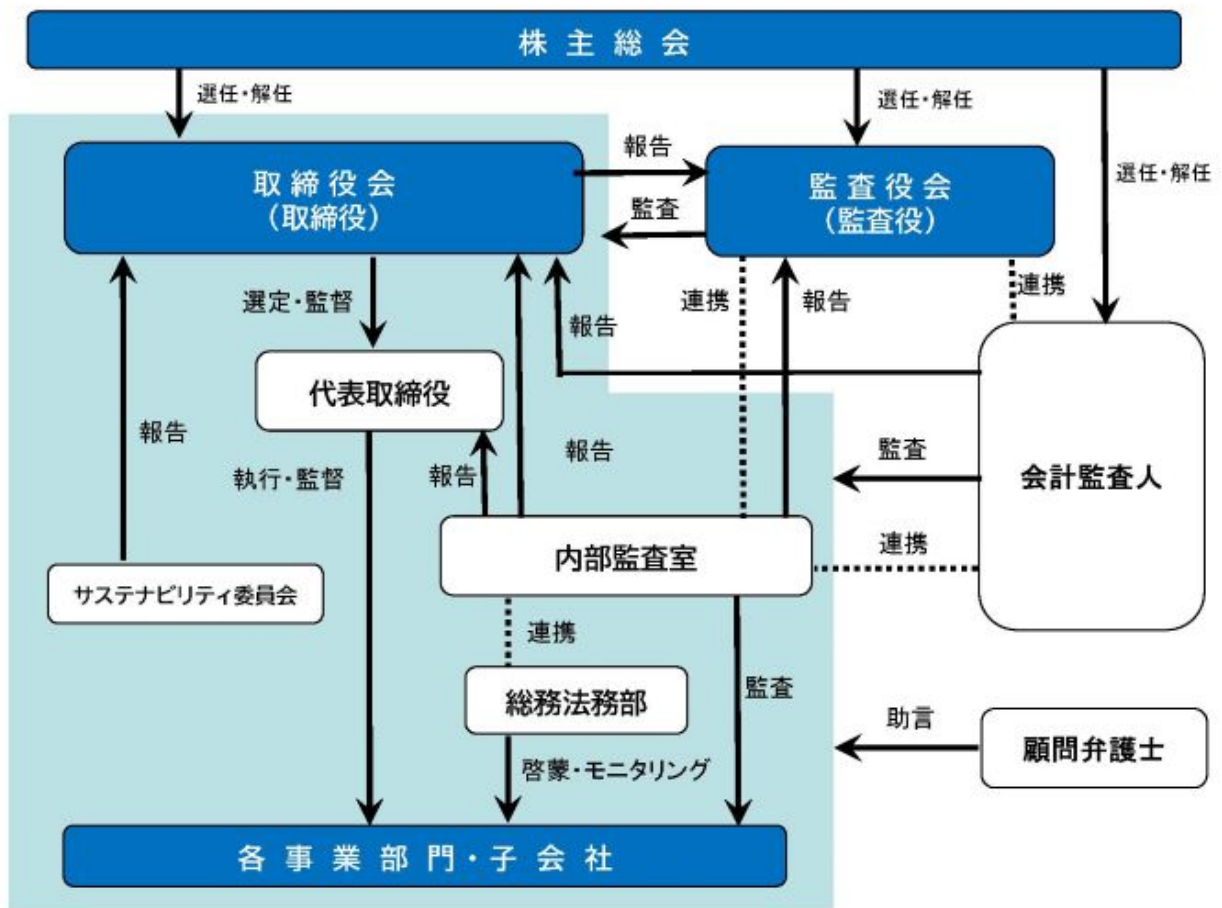 株主総会
選任・解任
選任・解任
選任・解任
取締役会
(取締役)
報告
監査
監査役会
(監査役)
選定・監督
報告
連携
報告
連携
代表取締役
報告
執行・監督
報告
報告
監査
会計監査人
内部監査室
連携
サステナビリティ委員会
連携
総務法務部
監査
助言
顧問弁護士
啓蒙・モニタリング
各事業部門・子会社